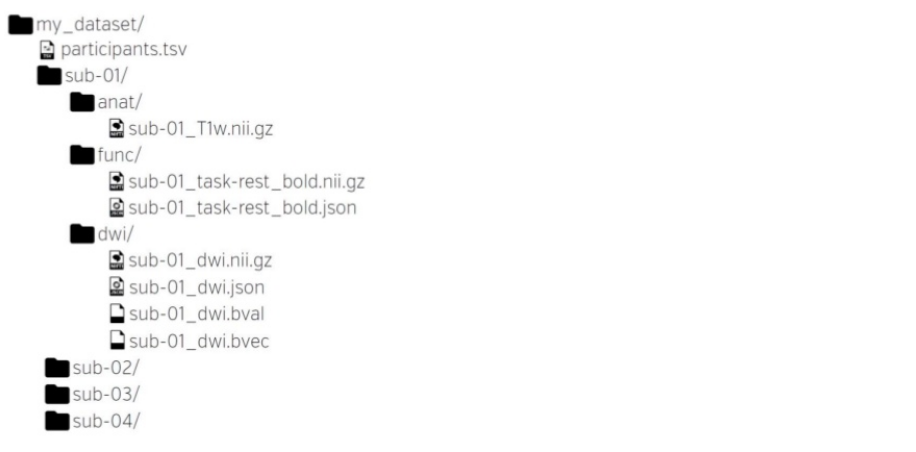 my_dataset/
participants.tsv
sub-01/
anat/
sub-01_T1w.nii.gz
func/
sub-01_task-rest_bold.nii.gz
sub-01_task-rest_bold.json
dwi/
sub-01_dwi.nii.gz
sub-01_dwi.json
sub-01_dwi.bval
sub-01_dwi.bvec
sub-02/
sub-03/
sub-04/